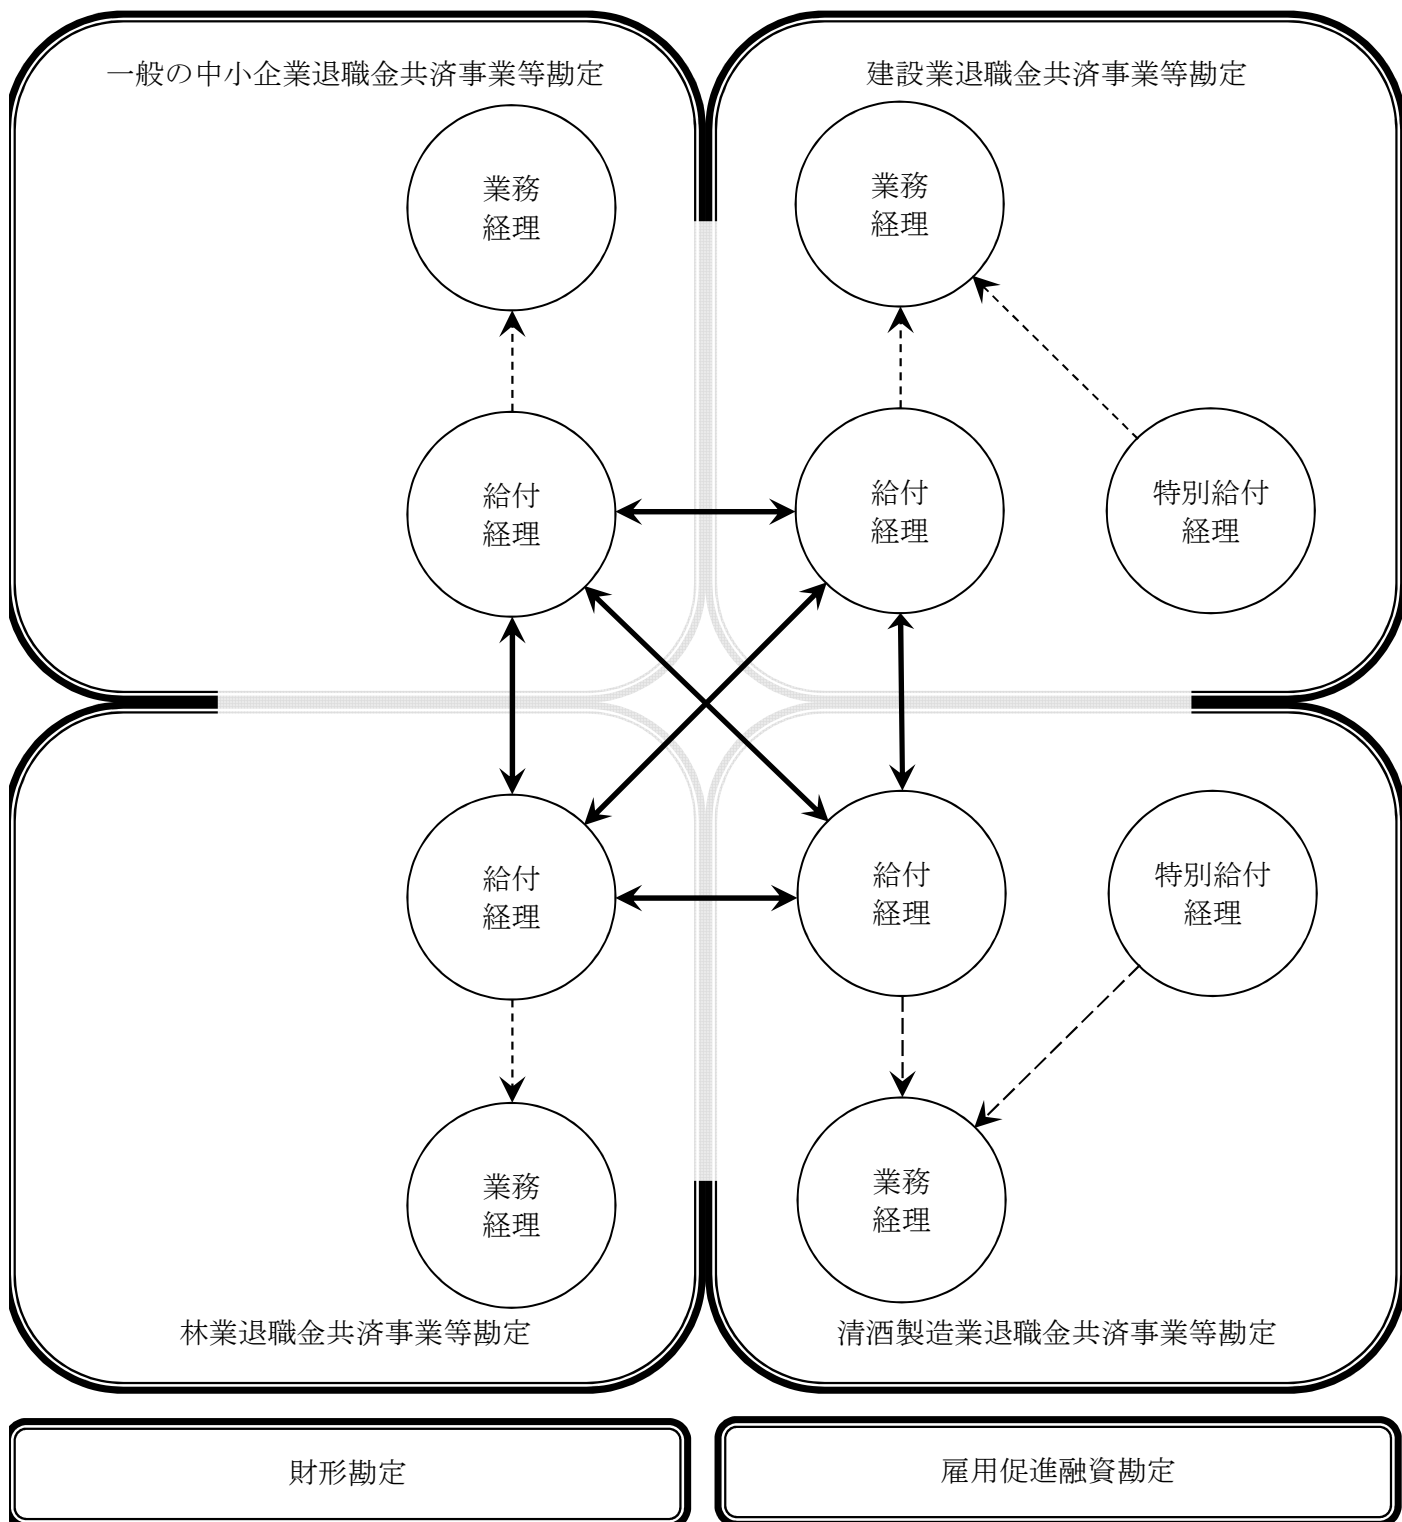 一般の中小企業退職金共済事業等勘定
業務
経理
給付
経理
建設業退職金共済事業等勘定
業務
経理
給付
経理
特別給付
経理
給付
経理
業務
経理
林業退職金共済事業等勘定
給付
経理
特別給付
経理
業務
経理
清酒製造業退職金共済事業等勘定
財形勘定
雇用促進融資勘定